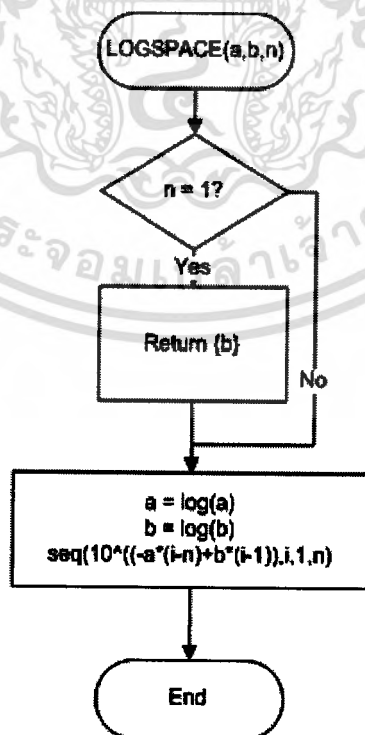 LOGSPACE(a,b,n)
n = 1?
Yes
Return {b}
No
a = log(a)
b = log(b)
seq(10^((-a*(i-n)+b*(i-1)),i,1,n)
End